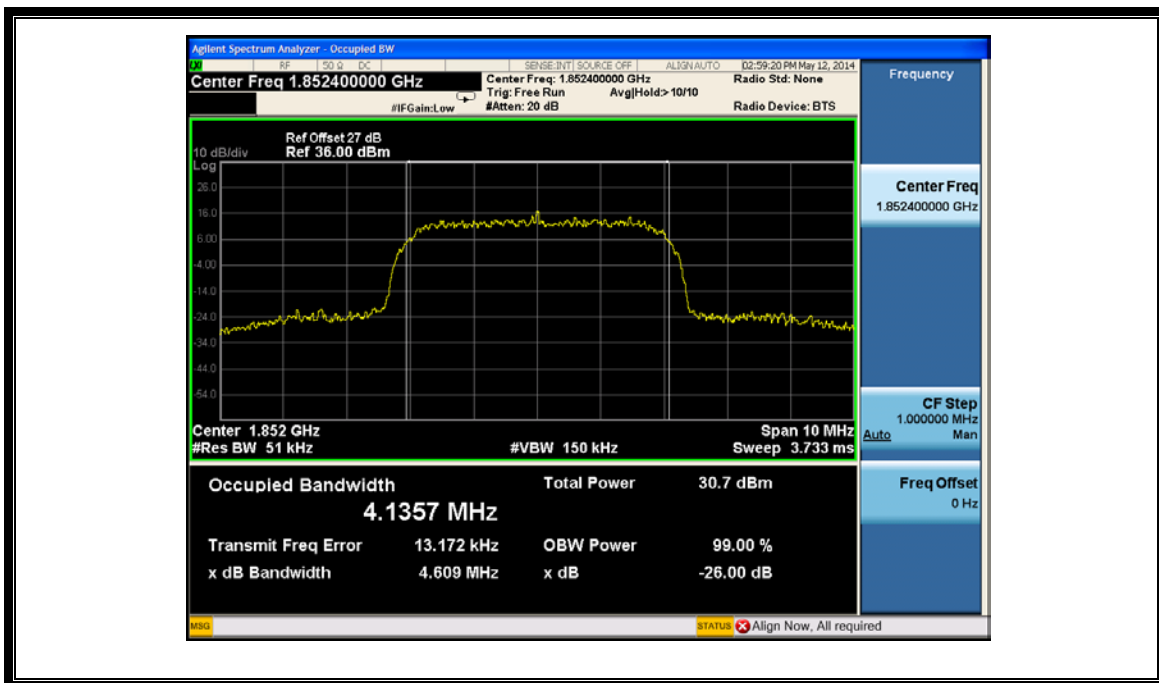 Agilent Spectrum Analyzer - Occupied BW
LXI RF 50 Ω DC SENSE:INT SOURCE OFF ALIGN AUTO 02:59:20 PM May 12, 2014
Center Freq 1.852400000 GHz
Center Freq: 1.852400000 GHz
Radio Std: None
Trig: Free Run Avg|Hold:> 10/10
#IFGain:Low
#Atten: 20 dB
Radio Device: BTS
Frequency
Ref Offset 27 dB
10 dB/div Ref 36.00 dBm
Log
26.0
16.0
6.00
-4.00
-14.0
-24.0
-34.0
-44.0
-54.0
Center 1.852 GHz Span 10 MHz
#Res BW 51 kHz #VBW 150 kHz Sweep 3.733 ms
Center Freq
1.852400000 GHz
CF Step
1.000000 MHz
Auto Man
Freq Offset
0 Hz
Occupied Bandwidth Total Power 30.7 dBm
4.1357 MHz
Transmit Freq Error 13.172 kHz OBW Power 99.00 %
x dB Bandwidth 4.609 MHz x dB -26.00 dB
MSG STATUS Align Now, All required